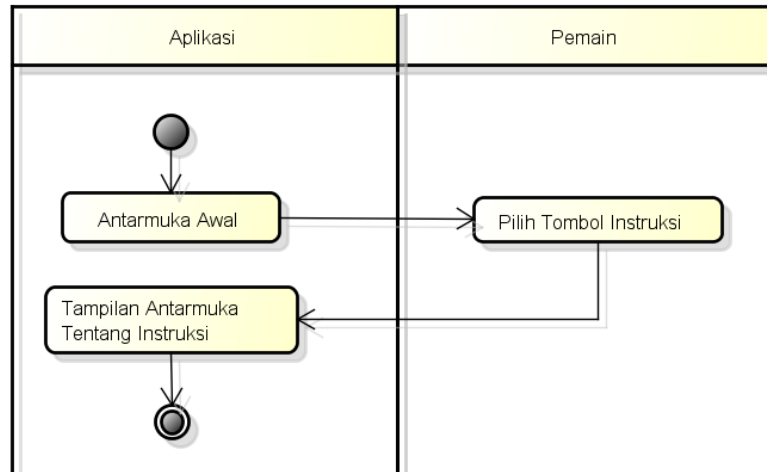 Aplikasi
Pemain
Antarmuka Awal
Pilih Tombol Instruksi
Tampilan Antarmuka
Tentang Instruksi